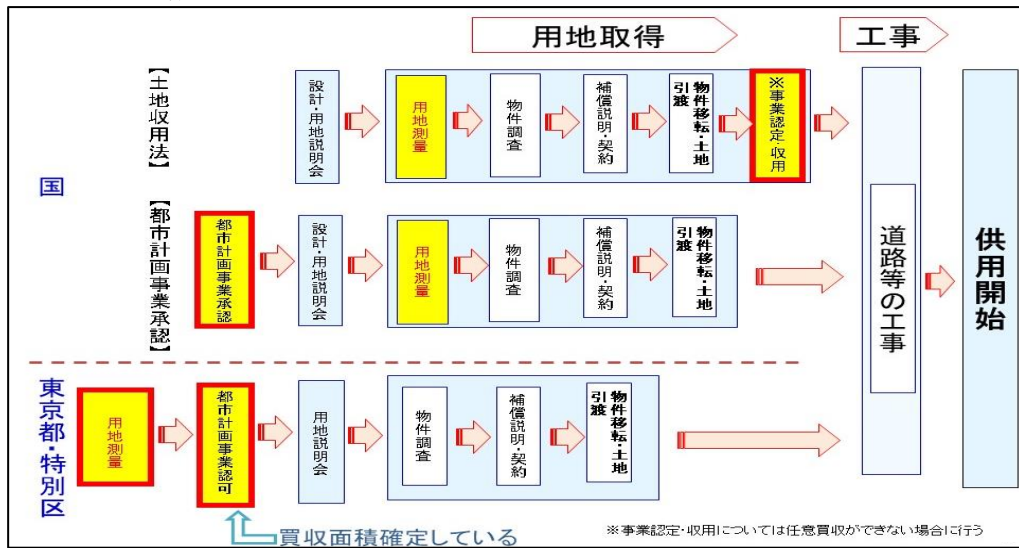 用地取得
工事
国
【土地収用法】
設計・用地説明会
用地測量
物件調査
補償説明・契約
物件移転・土地
引渡
※事業認定・収用
【都市計画事業承認】
都市計画事業承認
設計・用地説明会
用地測量
物件調査
補償説明・契約
物件移転・土地
引渡
東京都・特別区
用地測量
都市計画事業認可
用地説明会
物件調査
補償説明・契約
物件移転・土地
引渡
道路等の工事
供用開始
買収面積確定している
※事業認定・収用については任意買収ができない場合に行う